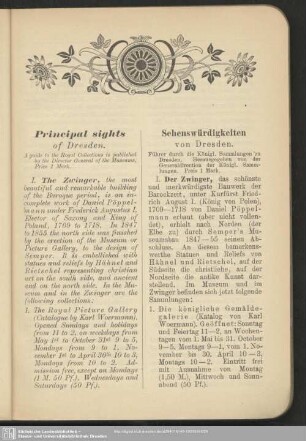 Principal sights
of Dresden.
A guide to the Royal Collections is published
by the Director General of the Museums,
Price 1 Mark.
I. The Zwinger, the most
beautiful and remarkable building
of the Baroque period, is an in-
complete work of Daniel Pöppel-
mann under Frederick Augustus I,
Elector of Saxony and King of
Poland, 1709 to 1718. In 1847
to 1855 the north side was finished
by the erection of the Museum or
Picture Gallery, to the design of
Semper. It is embellished with
statues and reliefs by Hähnel and
Rietschel representing christian
art on the south side, and ancient
and on the north side. In the Mu-
seum and in the Zwinger are the
following collections:
1. The Royal Picture Gallery
(Catalogue by Karl Woermann).
Opened Sundays and holidays
from 11 to 2, on weekdays from
May 1st to October 31st 9 to 5,
Mondays from 9 to 1, No-
vember 1st to April 30th 10 to 3,
Mondays from 10 to 2. Ad-
mission free, except on Mondays
(1 M. 50 Pf.), Wednesdays and
Saturdays (50 Pf.).
Sehenswürdigkeiten
von Dresden.
Führer durch die Königl. Sammlungen zu
Dresden. Herausgegeben von der
Generaldirection der Königl. Samm-
lungen. Preis 1 Mark.
I. Der Zwinger, das schönste
und merkwürdigste Bauwerk der
Barockzeit, unter Kurfürst Fried-
rich August I. (König von Polen),
1709—1718 von Daniel Pöppel-
mann erbaut (aber nicht vollen-
det), erhielt nach Norden (der
Elbe zu) durch Semper's Mu-
seumsbau 1847—55 seinen Ab-
schluss. An diesem bemerkens-
werthe Statuen und Reliefs von
Hähnel und Rietschel, auf der
Südseite die christliche, auf der
Nordseite die antike Kunst dar-
stellend. Im Museum und im
Zwinger befinden sich jetzt folgende
Sammlungen:
1. Die königliche Gemälde-
galerie (Katalog von Karl
Woermann). Geöffnet: Sonntag
und Feiertag 11—2, an Wochen-
tagen vom 1. Mai bis 31. October
9—5, Montags 9—1, vom 1. No-
vember bis 30. April 10—3,
Montags 10—2. Eintritt frei
mit Ausnahme von Montag
(1,50 M.), Mittwoch und Sonn-
abend (50 Pf.).